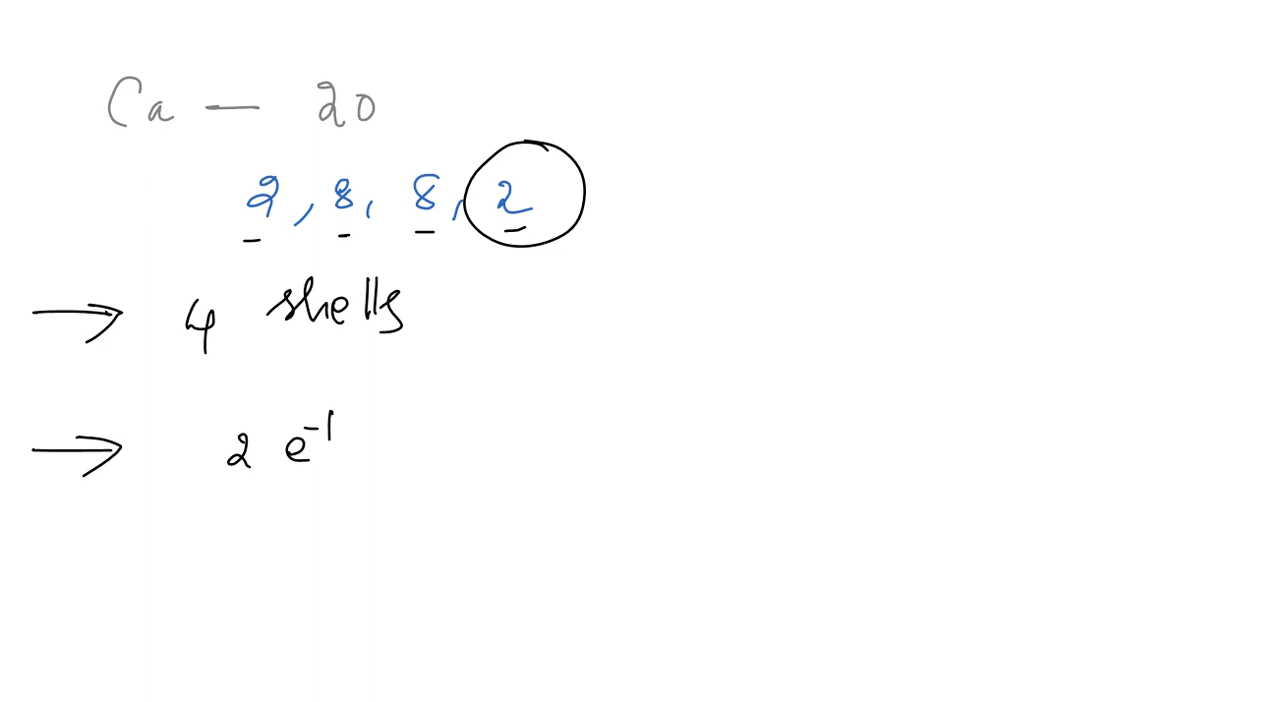 Ca — 20
2, 8, 8, 2
→ 4 shells
→ 2 e⁻¹